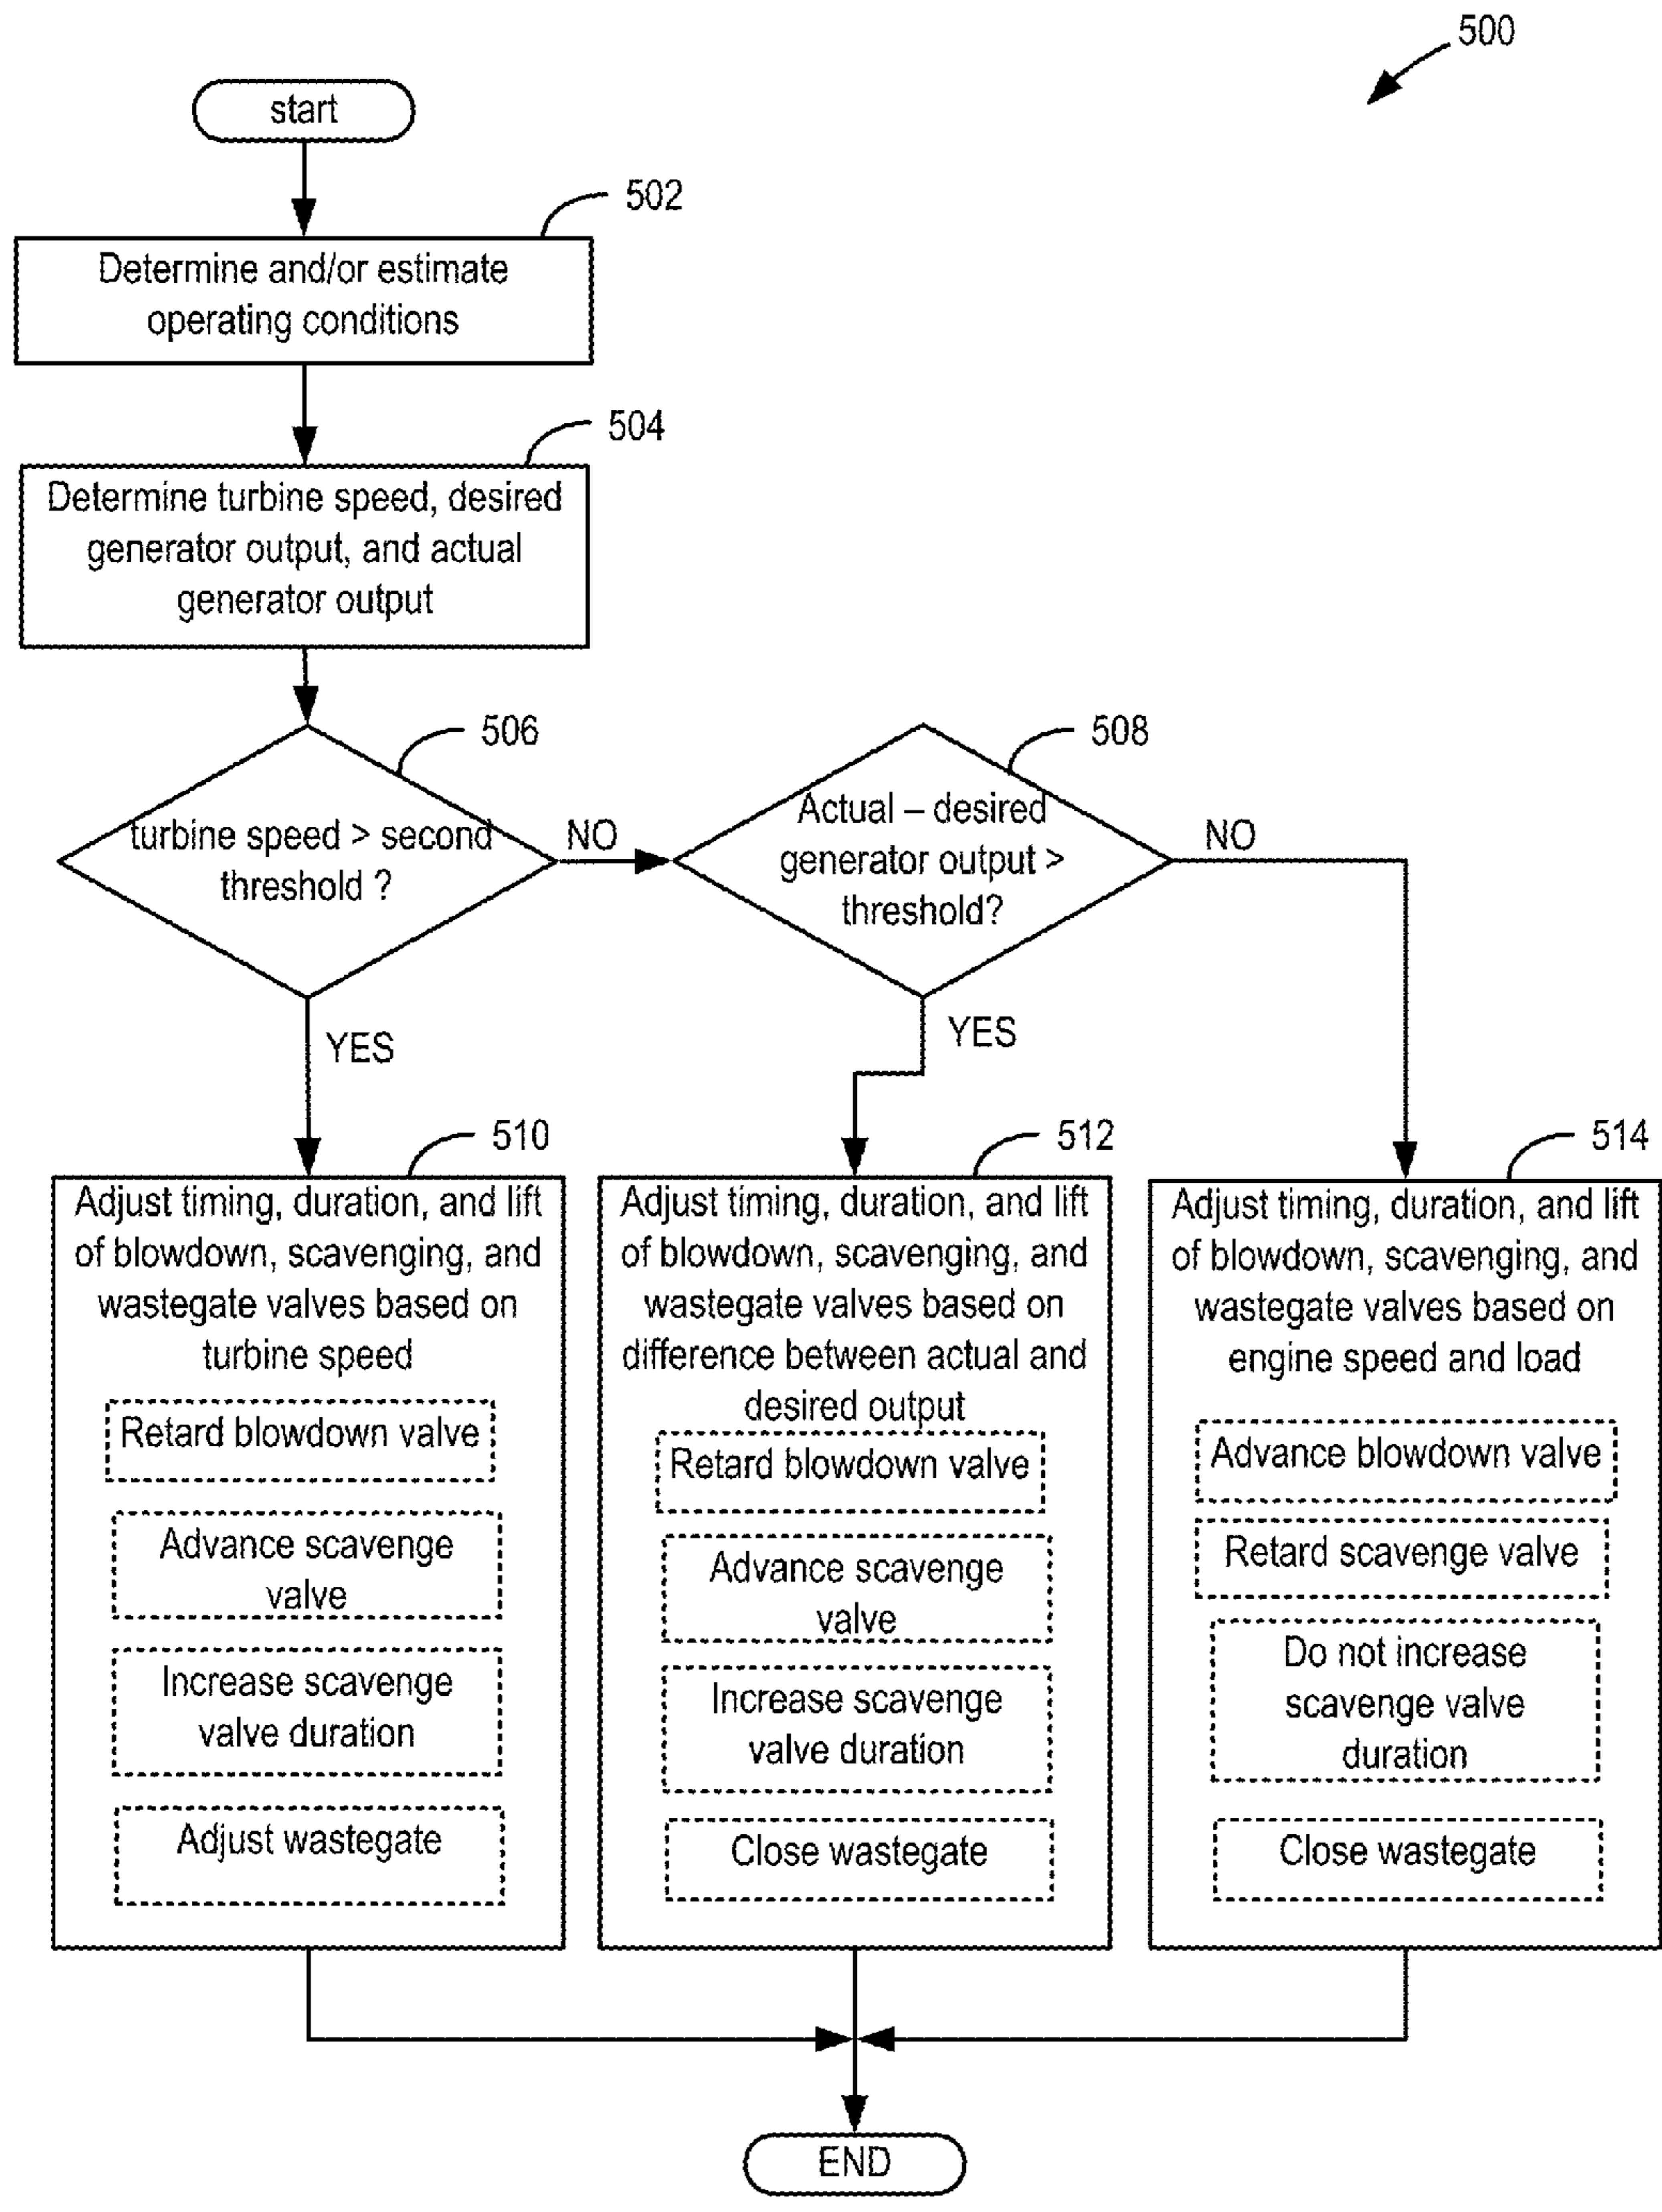 500
start
502
Determine and/or estimate
operating conditions
504
Determine turbine speed, desired
generator output, and actual
generator output
506
turbine speed > second
threshold ?
NO
508
Actual – desired
generator output >
threshold?
NO
YES
YES
510
Adjust timing, duration, and lift
of blowdown, scavenging, and
wastegate valves based on
turbine speed
Retard blowdown valve
Advance scavenge
valve
Increase scavenge
valve duration
Adjust wastegate
512
Adjust timing, duration, and lift
of blowdown, scavenging, and
wastegate valves based on
difference between actual and
desired output
Retard blowdown valve
Advance scavenge
valve
Increase scavenge
valve duration
Close wastegate
514
Adjust timing, duration, and lift
of blowdown, scavenging, and
wastegate valves based on
engine speed and load
Advance blowdown valve
Retard scavenge valve
Do not increase
scavenge valve
duration
Close wastegate
END